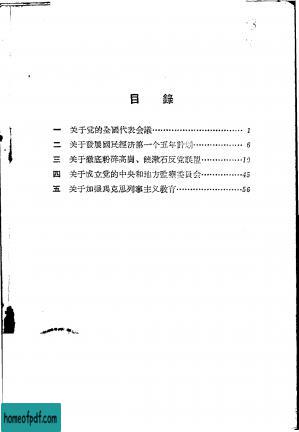 目錄
一 关于党的全國代表会議……………………1
二 关于發展國民經济第一个五年計划……………6
三 关于徹底粉碎高崗、饒漱石反党联盟…………19
四 关于成立党的中央和地方監察委員会…………45
五 关于加强馬克思列宁主义教育………………56
homeofpdf.com